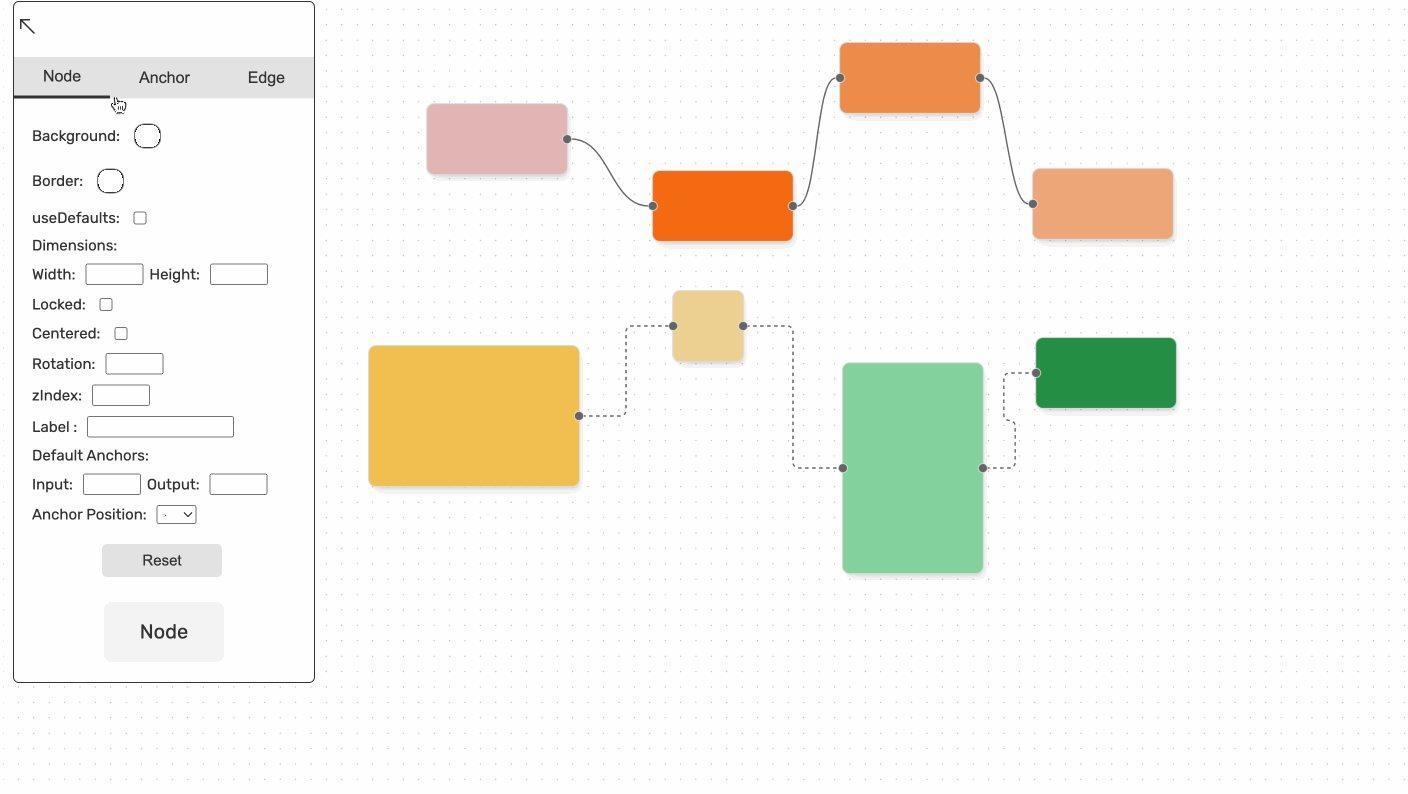 Node Anchor Edge
Background:
Border:
useDefaults:
Dimensions:
Width: Height:
Locked:
Centered:
Rotation:
zIndex:
Label :
Default Anchors:
Input: Output:
Anchor Position: -
Reset
Node